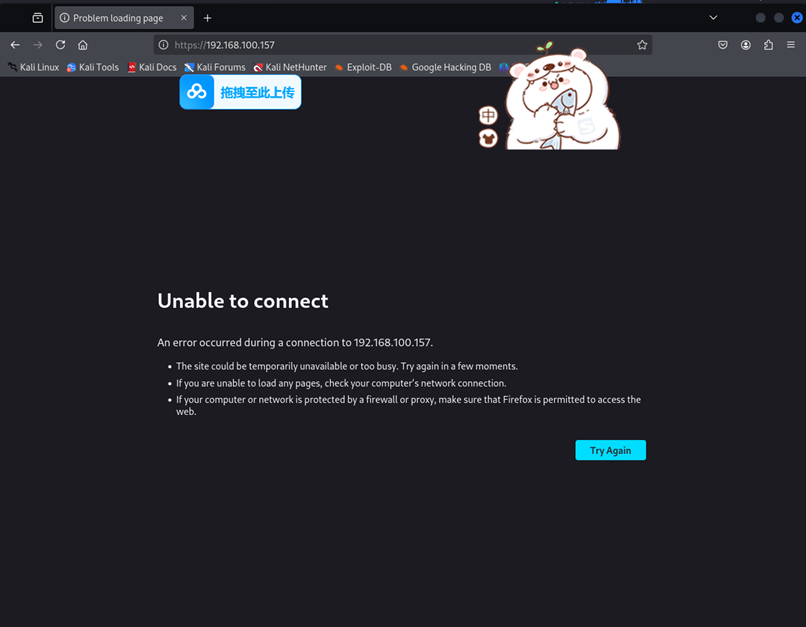 Problem loading page
https://192.168.100.157
Kali Linux Kali Tools Kali Docs Kali Forums Kali NetHunter Exploit-DB Google Hacking DB
拖拽至此上传
中
S
Unable to connect
An error occurred during a connection to 192.168.100.157.
The site could be temporarily unavailable or too busy. Try again in a few moments.
If you are unable to load any pages, check your computer’s network connection.
If your computer or network is protected by a firewall or proxy, make sure that Firefox is permitted to access the
web.
Try Again